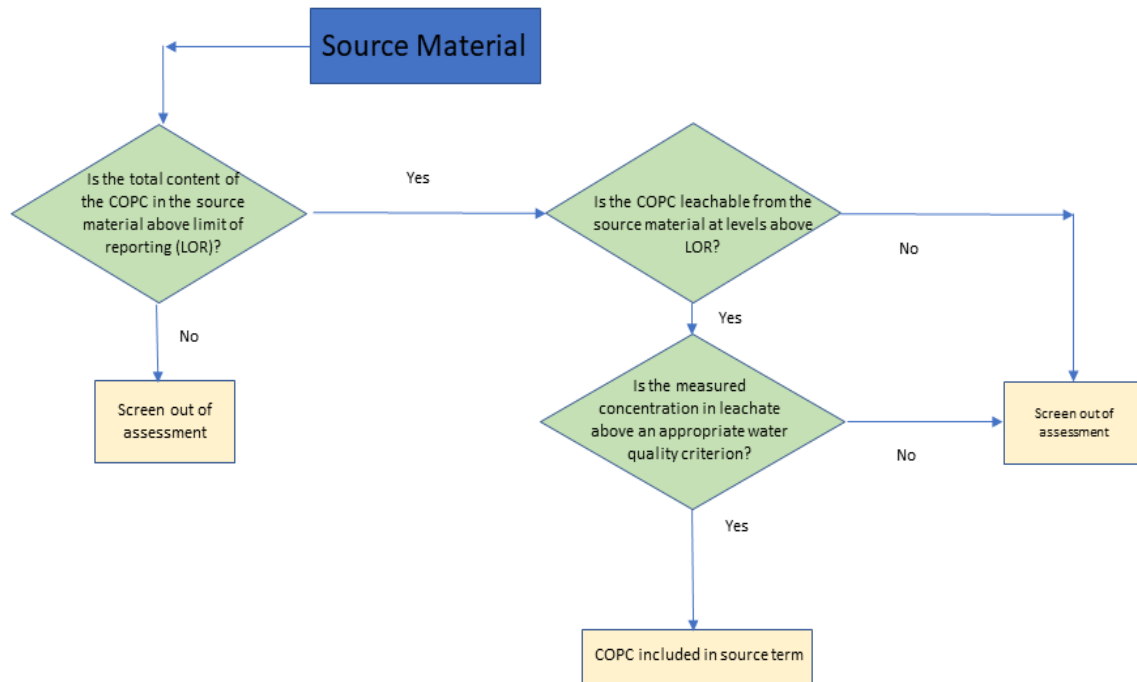 Source Material
Is the total content of
the COPC in the source
material above limit of
reporting (LOR)?
Yes
Is the COPC leachable from the
source material at levels above
LOR?
No
No
Yes
Screen out of
assessment
Is the measured
concentration in leachate
above an appropriate water
quality criterion?
Screen out of
assessment
No
Yes
COPC included in source term